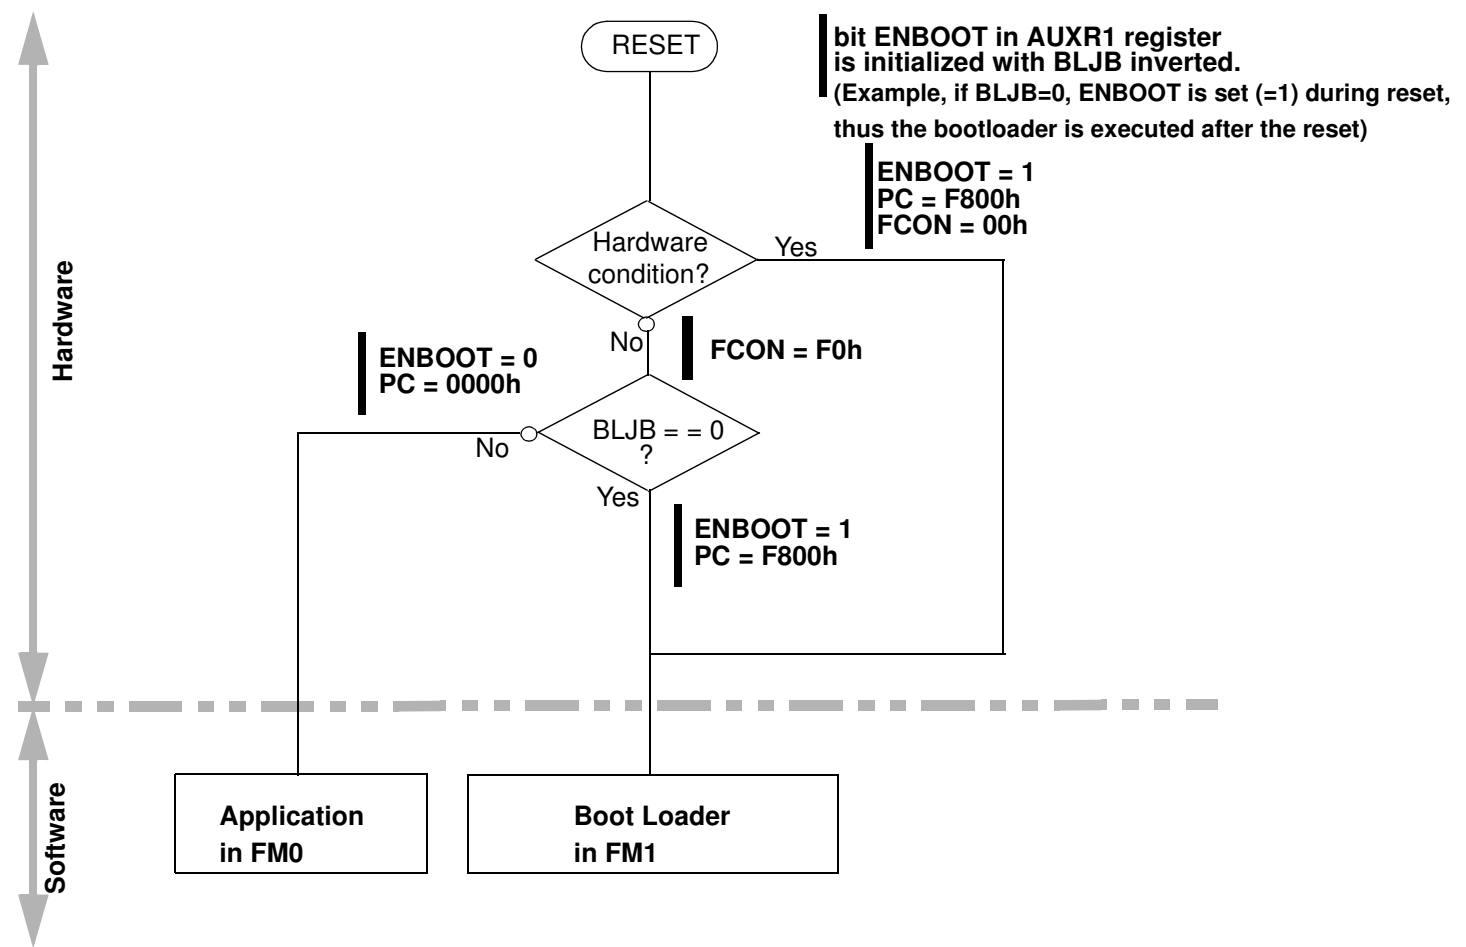 RESET
bit ENBOOT in AUXR1 register
is initialized with BLJB inverted.
(Example, if BLJB=0, ENBOOT is set (=1) during reset,
thus the bootloader is executed after the reset)
ENBOOT = 1
PC = F800h
FCON = 00h
Hardware
condition?
Yes
Hardware
No
FCON = F0h
ENBOOT = 0
PC = 0000h
BLJB = = 0
?
No
Yes
ENBOOT = 1
PC = F800h
Software
Application
in FM0
Boot Loader
in FM1